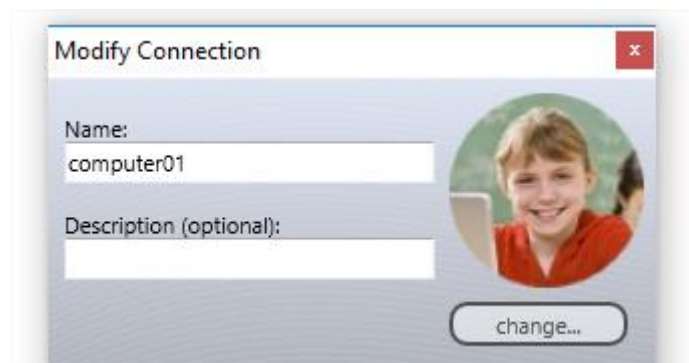 Modify Connection
x
Name:
computer01
Description (optional):
change...